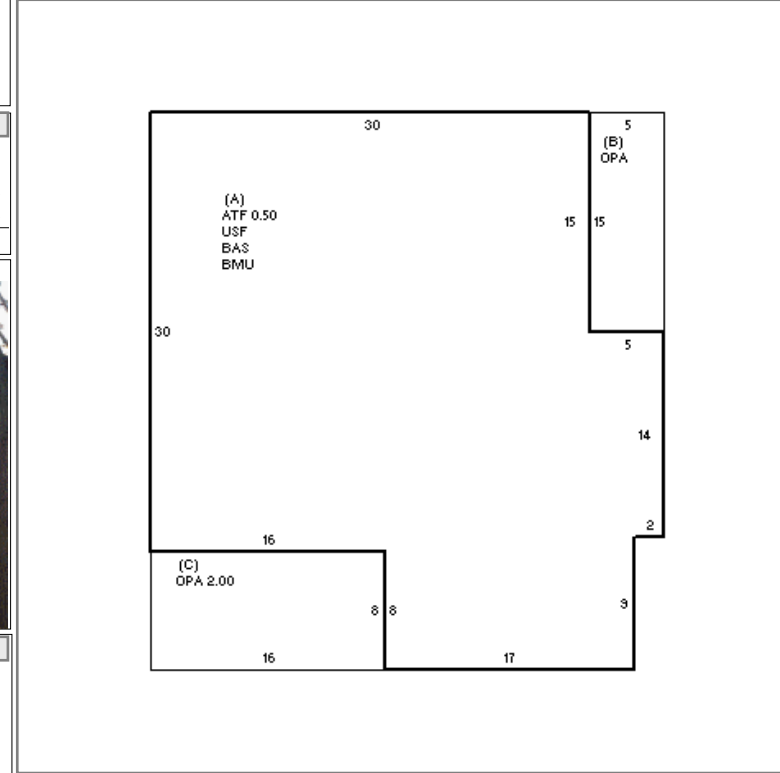 30
5
(B)
OPA
(A)
ATF 0.50
USF
BAS
BMU
15 15
30
5
14
2
16
(C)
OPA 2.00
9
8 8
16
17